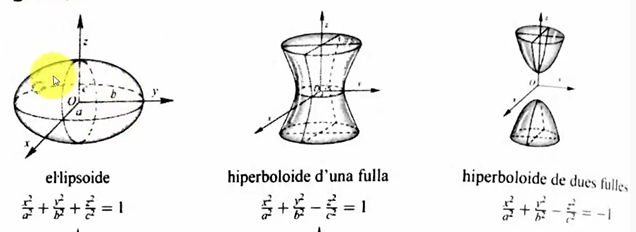 z
y
x
O
a
b
c
el·lipsoide
x²/a² + y²/b² + z²/c² = 1
hiperboloide d'una fulla
x²/a² + y²/b² − z²/c² = 1
hiperboloide de dues fulles
x²/a² + y²/b² − z²/c² = −1